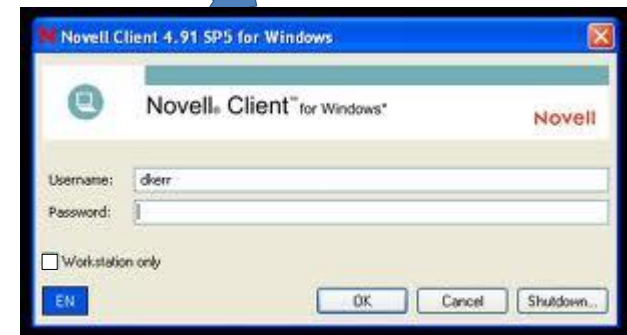 N Novell Client 4.91 SP5 for Windows
Novell® Client™ for Windows*
Novell
Username: dkerr
Password:
Workstation only
EN OK Cancel Shutdown...